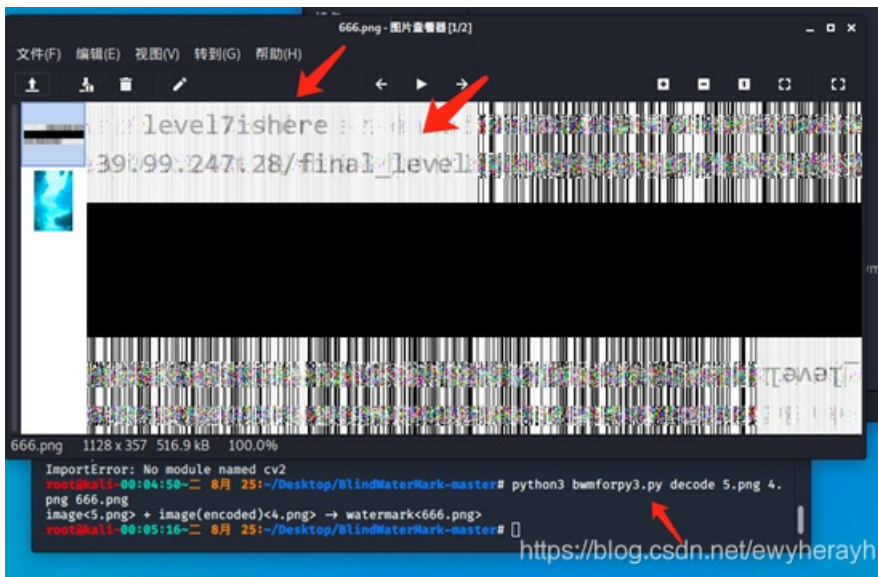 666.png - 图片查看器 [1/2]
文件(F) 编辑(E) 视图(V) 转到(G) 帮助(H)
level7ishere
39.99.247.28/final_level
level_
666.png 1128 x 357 516.9 kB 100.0%
ImportError: No module named cv2
root@kali-00:04:50~二 8月 25:~/Desktop/BlindWaterMark-master# python3 bwmforpy3.py decode 5.png 4.
png 666.png
image<5.png> + image(encoded)<4.png> → watermark<666.png>
root@kali-00:05:16~二 8月 25:~/Desktop/BlindWaterMark-master#
https://blog.csdn.net/ewyherayh